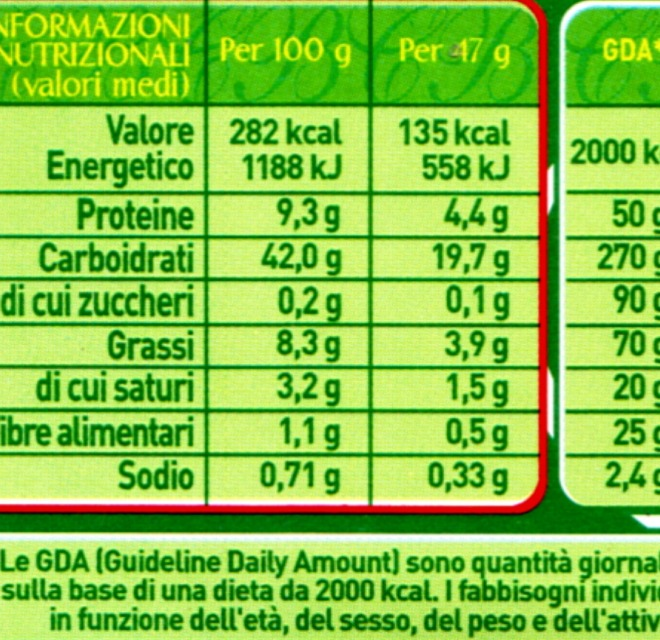 NFORMAZIONI
NUTRIZIONALI
(valori medi)
Per 100 g
Per 47 g
GDA*
Valore
Energetico
282 kcal
1188 kJ
135 kcal
558 kJ
2000 k
Proteine 9,3 g 4,4 g 50 g
Carboidrati 42,0 g 19,7 g 270 g
di cui zuccheri 0,2 g 0,1 g 90 g
Grassi 8,3 g 3,9 g 70 g
di cui saturi 3,2 g 1,5 g 20 g
ibre alimentari 1,1 g 0,5 g 25 g
Sodio 0,71 g 0,33 g 2,4 g
Le GDA (Guideline Daily Amount) sono quantità giornal
sulla base di una dieta da 2000 kcal. I fabbisogni individ
in funzione dell'età, del sesso, del peso e dell'attiv